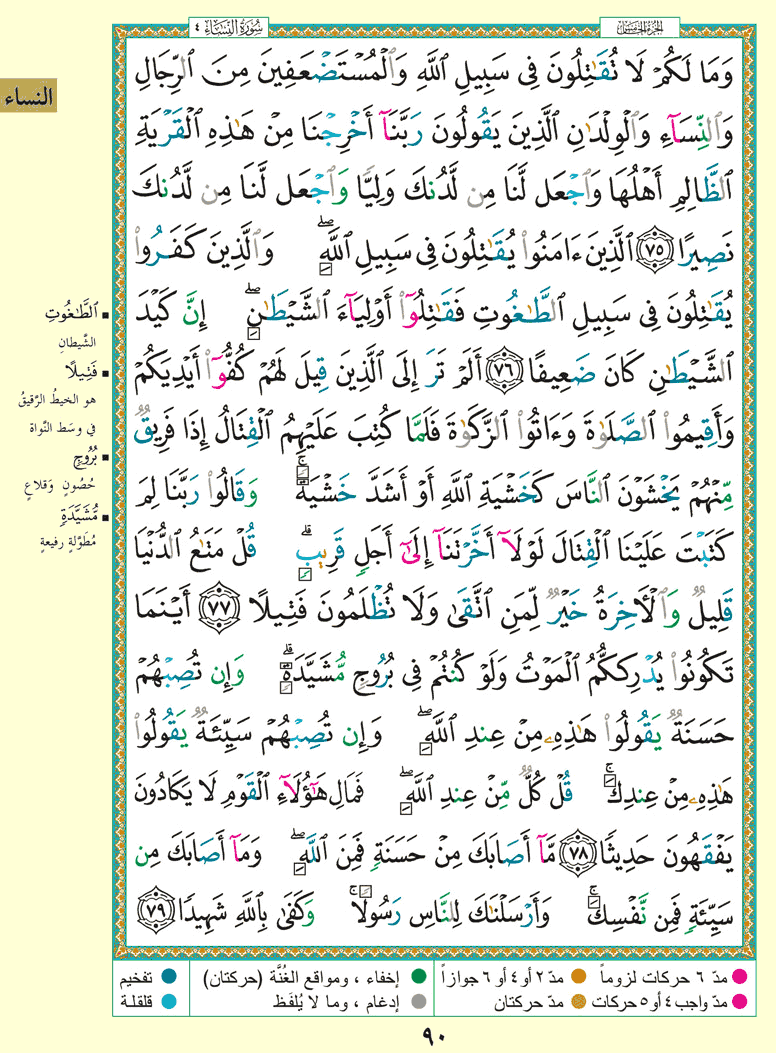 الجزء الخامس
سُورَةُ النِّسَاءِ ٤
النساء
وَمَا لَكُمْ لَا تُقَـٰتِلُونَ فِى سَبِيلِ ٱللَّهِ وَٱلْمُسْتَضْعَفِينَ مِنَ ٱلرِّجَالِ
وَٱلنِّسَآءِ وَٱلْوِلْدَٰنِ ٱلَّذِينَ يَقُولُونَ رَبَّنَآ أَخْرِجْنَا مِنْ هَـٰذِهِ ٱلْقَرْيَةِ
ٱلظَّالِمِ أَهْلُهَا وَٱجْعَل لَّنَا مِن لَّدُنكَ وَلِيًّا وَٱجْعَل لَّنَا مِن لَّدُنكَ
نَصِيرًا ٧٥ ٱلَّذِينَ ءَامَنُوا۟ يُقَـٰتِلُونَ فِى سَبِيلِ ٱللَّهِ ۖ وَٱلَّذِينَ كَفَرُوا۟
يُقَـٰتِلُونَ فِى سَبِيلِ ٱلطَّـٰغُوتِ فَقَـٰتِلُوٓا۟ أَوْلِيَآءَ ٱلشَّيْطَـٰنِ ۖ إِنَّ كَيْدَ
ٱلشَّيْطَـٰنِ كَانَ ضَعِيفًا ٧٦ أَلَمْ تَرَ إِلَى ٱلَّذِينَ قِيلَ لَهُمْ كُفُّوٓا۟ أَيْدِيَكُمْ
وَأَقِيمُوا۟ ٱلصَّلَوٰةَ وَءَاتُوا۟ ٱلزَّكَوٰةَ فَلَمَّا كُتِبَ عَلَيْهِمُ ٱلْقِتَالُ إِذَا فَرِيقٌ
مِّنْهُمْ يَخْشَوْنَ ٱلنَّاسَ كَخَشْيَةِ ٱللَّهِ أَوْ أَشَدَّ خَشْيَةً ۚ وَقَالُوا۟ رَبَّنَا لِمَ
كَتَبْتَ عَلَيْنَا ٱلْقِتَالَ لَوْلَآ أَخَّرْتَنَآ إِلَىٰٓ أَجَلٍ قَرِيبٍ ۗ قُلْ مَتَـٰعُ ٱلدُّنْيَا
قَلِيلٌ وَٱلْـَٔاخِرَةُ خَيْرٌ لِّمَنِ ٱتَّقَىٰ وَلَا تُظْلَمُونَ فَتِيلًا ٧٧ أَيْنَمَا
تَكُونُوا۟ يُدْرِككُّمُ ٱلْمَوْتُ وَلَوْ كُنتُمْ فِى بُرُوجٍ مُّشَيَّدَةٍ ۗ وَإِن تُصِبْهُمْ
حَسَنَةٌ يَقُولُوا۟ هَـٰذِهِۦ مِنْ عِندِ ٱللَّهِ ۖ وَإِن تُصِبْهُمْ سَيِّئَةٌ يَقُولُوا۟
هَـٰذِهِۦ مِنْ عِندِكَ ۚ قُلْ كُلٌّ مِّنْ عِندِ ٱللَّهِ ۖ فَمَالِ هَـٰٓؤُلَآءِ ٱلْقَوْمِ لَا يَكَادُونَ
يَفْقَهُونَ حَدِيثًا ٧٨ مَّآ أَصَابَكَ مِنْ حَسَنَةٍ فَمِنَ ٱللَّهِ ۖ وَمَآ أَصَابَكَ مِن
سَيِّئَةٍ فَمِن نَّفْسِكَ ۚ وَأَرْسَلْنَـٰكَ لِلنَّاسِ رَسُولًا ۚ وَكَفَىٰ بِٱللَّهِ شَهِيدًا ٧٩
ٱلطَّـٰغُوتِ
الشَّيطانِ
فَتِيلًا
هو الخيطُ الرَّقيقُ
في وسَط النَّواة
بُرُوجٍ
حُصُونٍ وَقلاعٍ
مُّشَيَّدَةٍ
مُطَوَّلةٍ رفيعةٍ
مدّ ٦ حركات لزوماً مدّ ٢ أو ٤ أو ٦ جوازاً
مدّ واجب ٤ أو ٥ حركات مدّ حركتان
إخفاء ، ومواقع الغُنَّة (حركتان) تفخيم
إدغام ، وما لا يُلفَظ قلقلة
٩٠